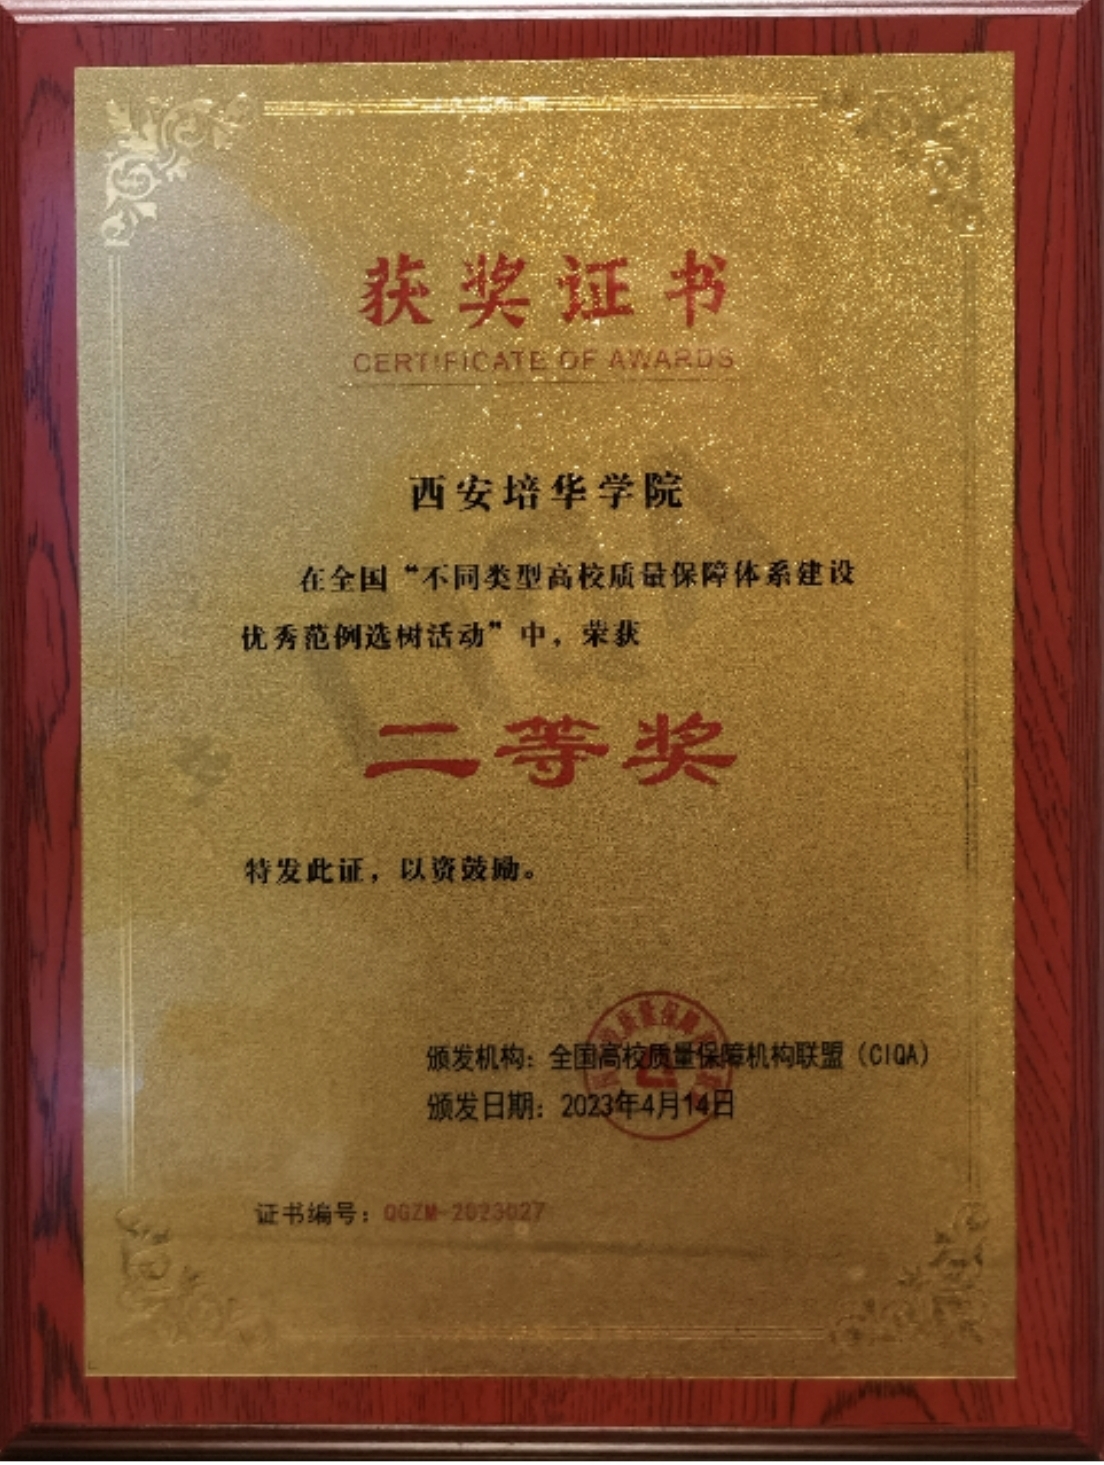 获奖证书
CERTIFICATE OF AWARDS
西安培华学院
在全国“不同类型高校质量保障体系建设
优秀范例选树活动”中，荣获
二等奖
特发此证，以资鼓励。
颁发机构：全国高校质量保障机构联盟（CIQA）
颁发日期：2023年4月14日
证书编号：QGZM-2023027